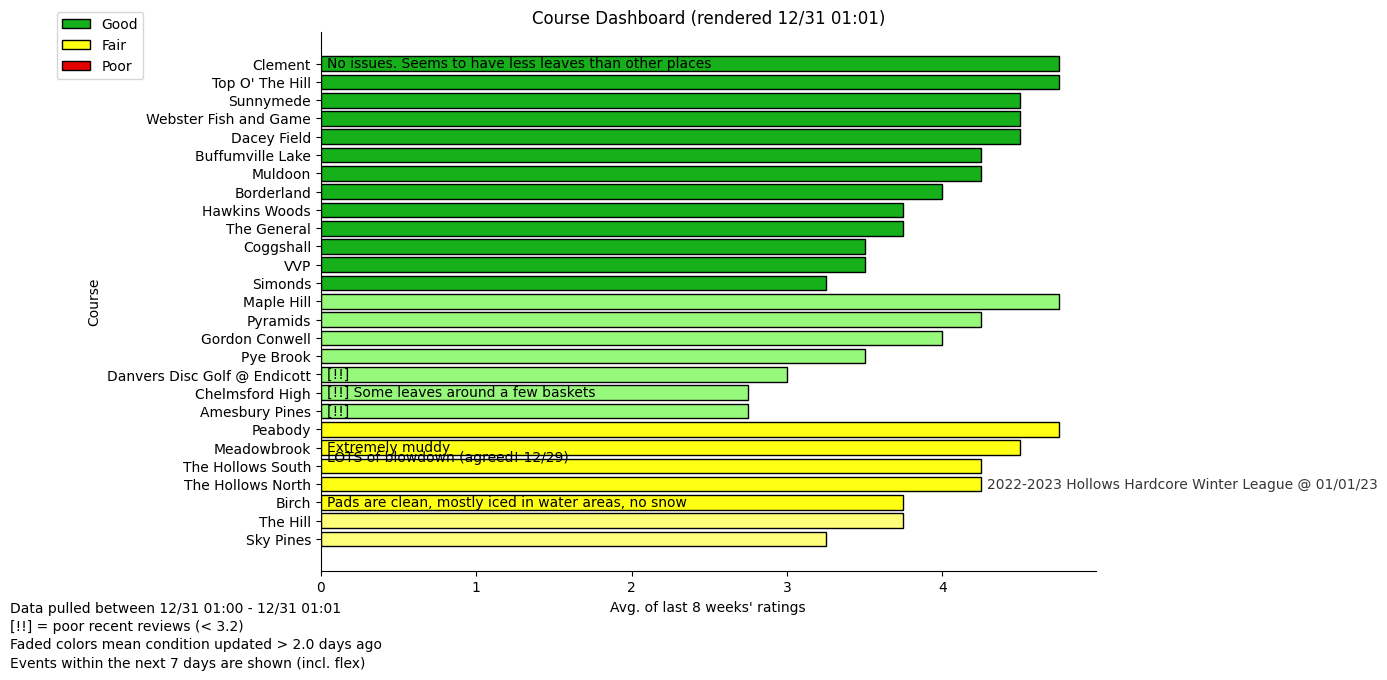 Course Dashboard (rendered 12/31 01:01)
Good
Fair
Poor
Course
Clement
No issues. Seems to have less leaves than other places
Top O' The Hill
Sunnymede
Webster Fish and Game
Dacey Field
Buffumville Lake
Muldoon
Borderland
Hawkins Woods
The General
Coggshall
VVP
Simonds
Maple Hill
Pyramids
Gordon Conwell
Pye Brook
Danvers Disc Golf @ Endicott
[!!]
Chelmsford High
[!!] Some leaves around a few baskets
Amesbury Pines
[!!]
Peabody
Meadowbrook
Extremely muddy
LOTS of blowdown (agreed! 12/29)
The Hollows South
The Hollows North
2022-2023 Hollows Hardcore Winter League @ 01/01/23
Birch
Pads are clean, mostly iced in water areas, no snow
The Hill
Sky Pines
0 1 2 3 4
Avg. of last 8 weeks' ratings
Data pulled between 12/31 01:00 - 12/31 01:01
[!!] = poor recent reviews (< 3.2)
Faded colors mean condition updated > 2.0 days ago
Events within the next 7 days are shown (incl. flex)